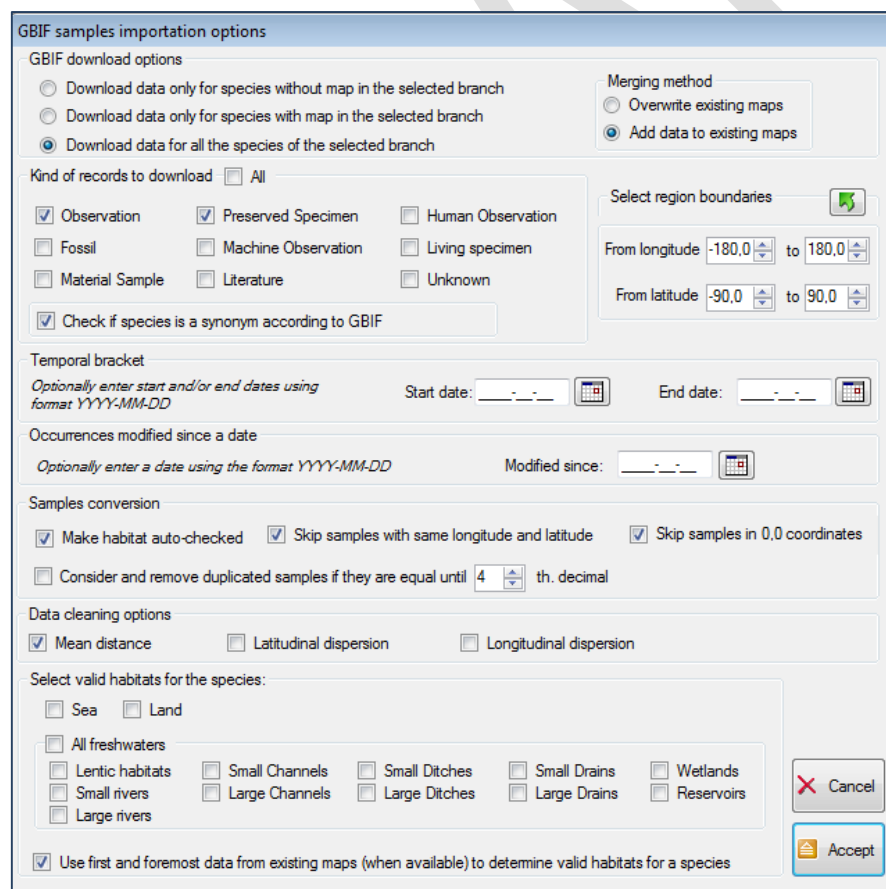 GBIF samples importation options
GBIF download options
Download data only for species without map in the selected branch
Download data only for species with map in the selected branch
Download data for all the species of the selected branch
Merging method
Overwrite existing maps
Add data to existing maps
Kind of records to download All
Observation Preserved Specimen Human Observation
Fossil Machine Observation Living specimen
Material Sample Literature Unknown
Check if species is a synonym according to GBIF
Select region boundaries
From longitude -180,0 to 180,0
From latitude -90,0 to 90,0
Temporal bracket
Optionally enter start and/or end dates using
format YYYY-MM-DD
Start date: ____-__-__ End date: ____-__-__
Occurrences modified since a date
Optionally enter a date using the format YYYY-MM-DD Modified since: ____-__-__
Samples conversion
Make habitat auto-checked Skip samples with same longitude and latitude Skip samples in 0,0 coordinates
Consider and remove duplicated samples if they are equal until 4 th. decimal
Data cleaning options
Mean distance Latitudinal dispersion Longitudinal dispersion
Select valid habitats for the species:
Sea Land
All freshwaters
Lentic habitats Small Channels Small Ditches Small Drains Wetlands
Small rivers Large Channels Large Ditches Large Drains Reservoirs
Large rivers
Use first and foremost data from existing maps (when available) to determine valid habitats for a species
Cancel
Accept